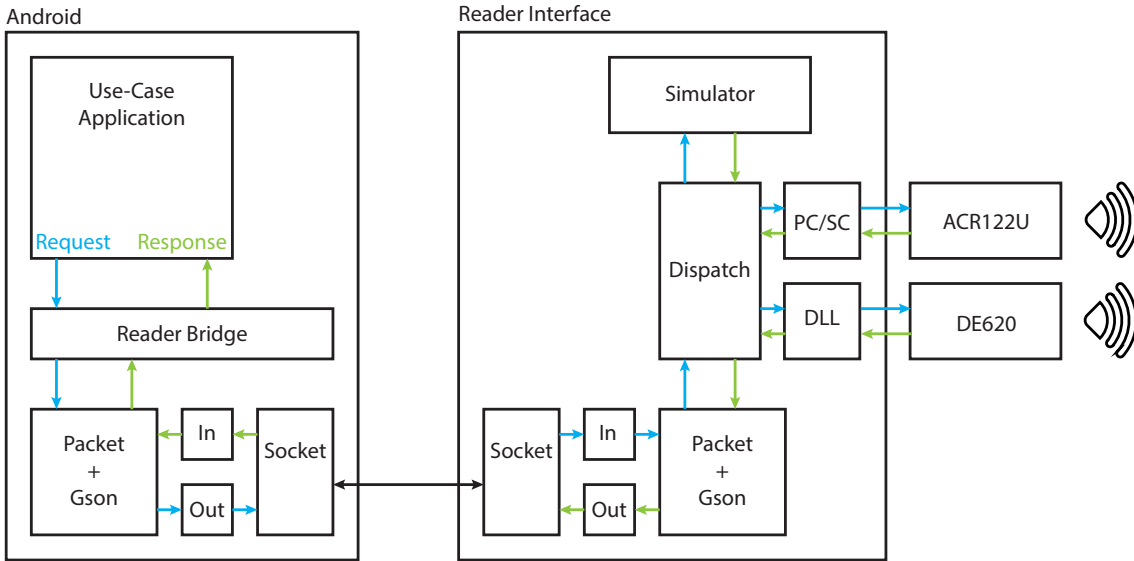 Android
Use-Case
Application
Request
Response
Reader Bridge
Packet
+
Gson
In
Out
Socket
Reader Interface
Simulator
Dispatch
PC/SC
ACR122U
DLL
DE620
Socket
In
Out
Packet
+
Gson